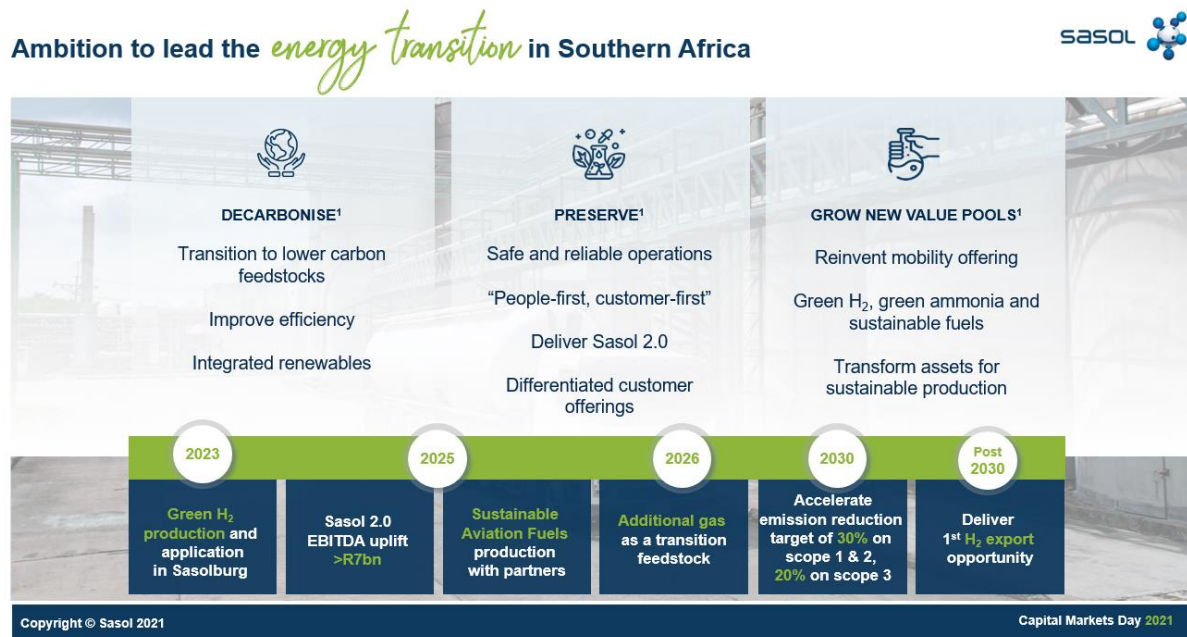 Ambition to lead the energy transition in Southern Africa
sasol
DECARBONISE¹
Transition to lower carbon
feedstocks
Improve efficiency
Integrated renewables
PRESERVE¹
Safe and reliable operations
“People-first, customer-first”
Deliver Sasol 2.0
Differentiated customer
offerings
GROW NEW VALUE POOLS¹
Reinvent mobility offering
Green H₂, green ammonia and
sustainable fuels
Transform assets for
sustainable production
2023
Green H₂
production and
application
in Sasolburg
2025
Sasol 2.0
EBITDA uplift
>R7bn
Sustainable
Aviation Fuels
production
with partners
2026
Additional gas
as a transition
feedstock
2030
Accelerate
emission reduction
target of 30% on
scope 1 & 2,
20% on scope 3
Post
2030
Deliver
1ˢᵗ H₂ export
opportunity
Copyright © Sasol 2021
Capital Markets Day 2021